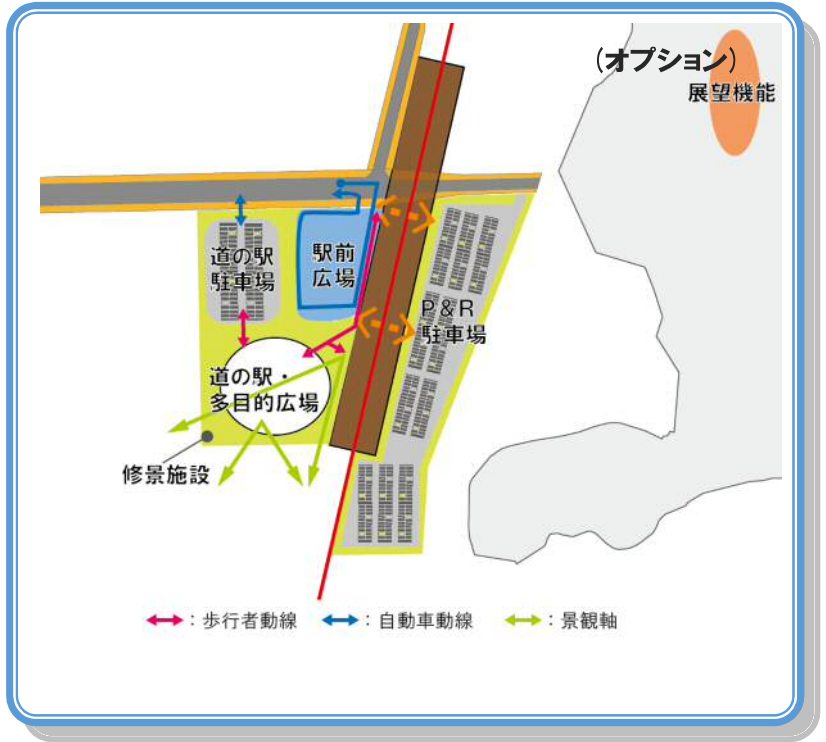 (オプション)
展望機能
道の駅
駐車場
駅前
広場
P&R
駐車場
道の駅・
多目的広場
修景施設
：歩行者動線
：自動車動線
：景観軸